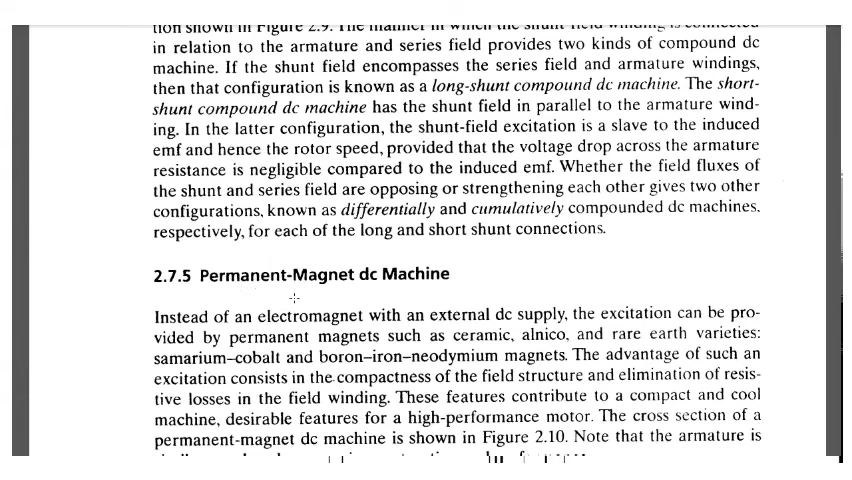 in relation to the armature and series field provides two kinds of compound dc
machine. If the shunt field encompasses the series field and armature windings,
then that configuration is known as a long-shunt compound dc machine. The short-
shunt compound dc machine has the shunt field in parallel to the armature wind-
ing. In the latter configuration, the shunt-field excitation is a slave to the induced
emf and hence the rotor speed, provided that the voltage drop across the armature
resistance is negligible compared to the induced emf. Whether the field fluxes of
the shunt and series field are opposing or strengthening each other gives two other
configurations, known as differentially and cumulatively compounded dc machines.
respectively, for each of the long and short shunt connections.
2.7.5 Permanent-Magnet dc Machine
Instead of an electromagnet with an external dc supply, the excitation can be pro-
vided by permanent magnets such as ceramic, alnico, and rare earth varieties:
samarium–cobalt and boron–iron–neodymium magnets. The advantage of such an
excitation consists in the compactness of the field structure and elimination of resis-
tive losses in the field winding. These features contribute to a compact and cool
machine, desirable features for a high-performance motor. The cross section of a
permanent-magnet dc machine is shown in Figure 2.10. Note that the armature is